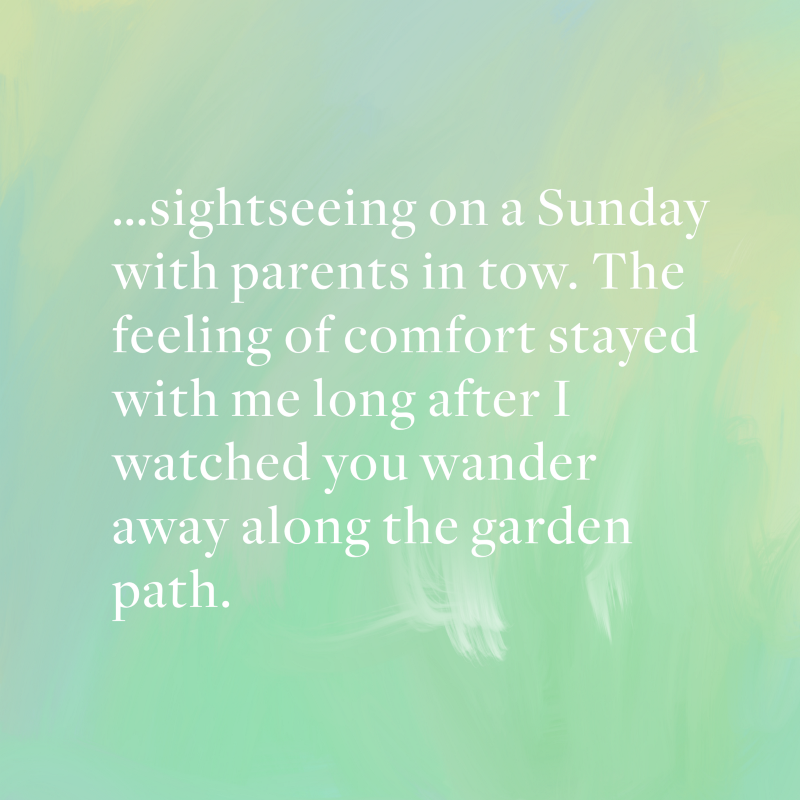 ...sightseeing on a Sunday
with parents in tow. The
feeling of comfort stayed
with me long after I
watched you wander
away along the garden
path.